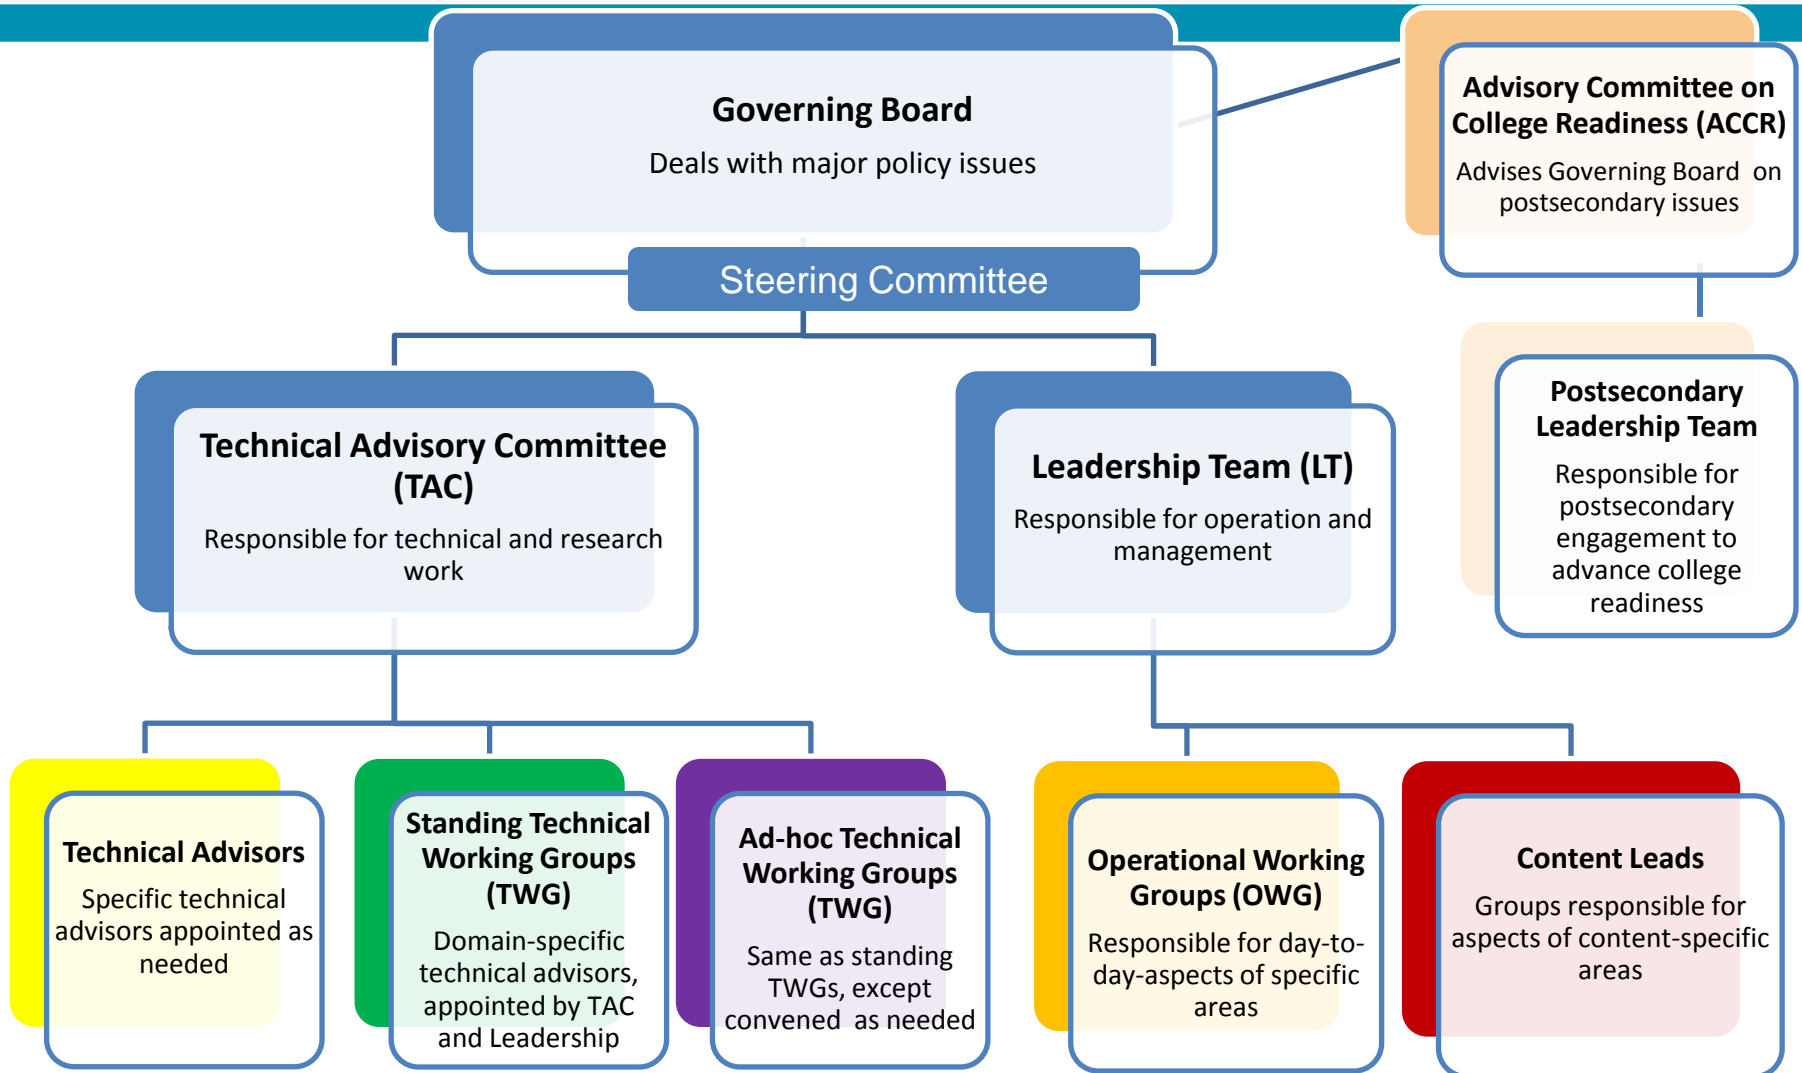 Governing Board
Deals with major policy issues
Steering Committee
Advisory Committee on
College Readiness (ACCR)
Advises Governing Board  on
postsecondary issues
Postsecondary
Leadership Team
Responsible for
postsecondary
engagement to
advance college
readiness
Technical Advisory Committee
(TAC)
Responsible for technical and research
work
Leadership Team (LT)
Responsible for operation and
management
Technical Advisors
Specific technical
advisors appointed as
needed
Standing Technical
Working Groups
(TWG)
Domain-specific
technical advisors,
appointed by TAC
and Leadership
Ad-hoc Technical
Working Groups
(TWG)
Same as standing
TWGs, except
convened  as needed
Operational Working
Groups (OWG)
Responsible for day-to-
day-aspects of specific
areas
Content Leads
Groups responsible for
aspects of content-specific
areas